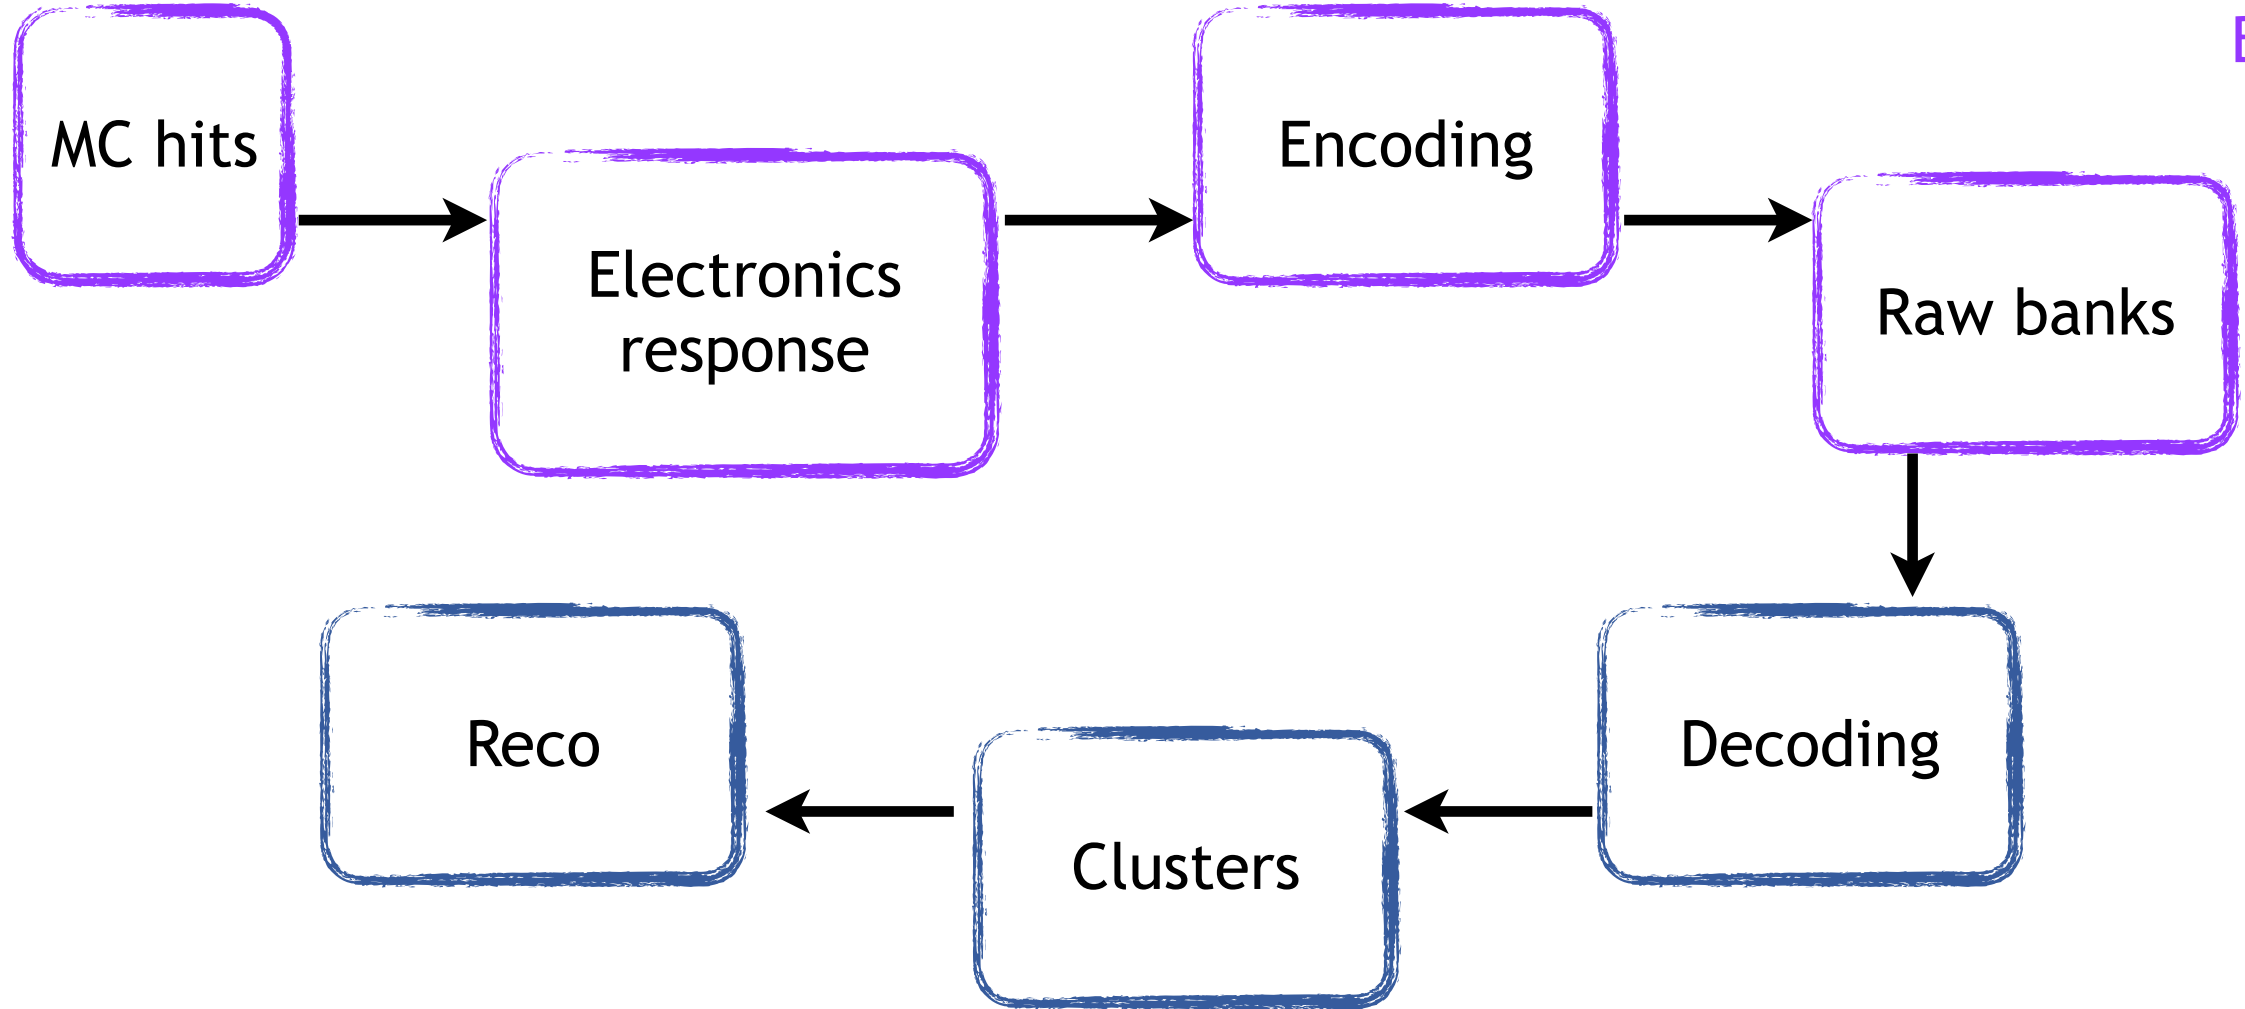 MC hits
Electronics
response
Encoding
Raw banks
Decoding
Clusters
Reco